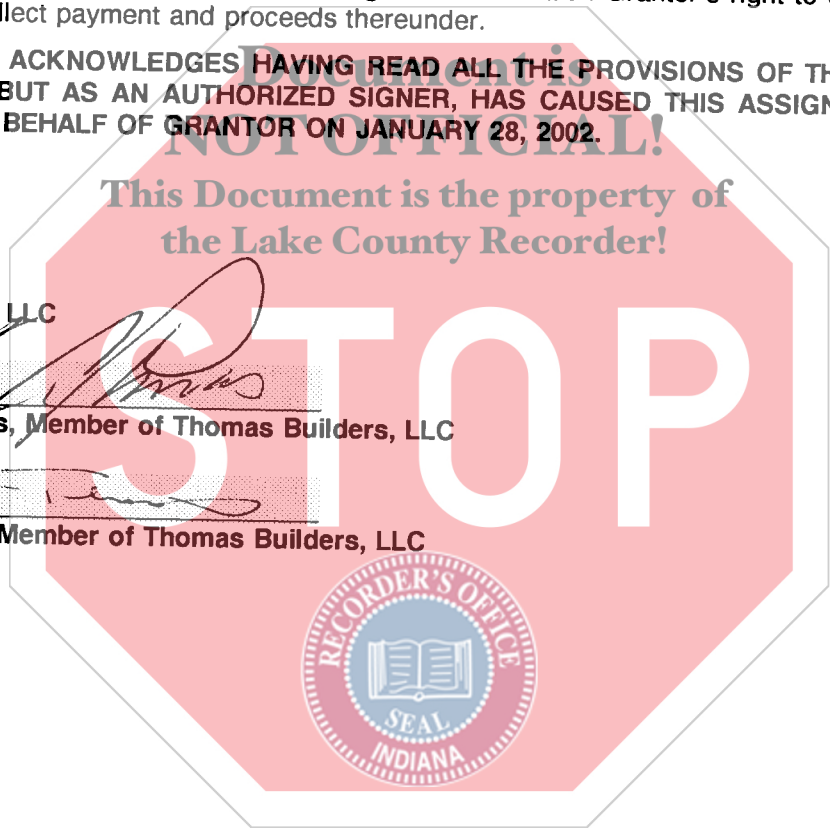 Grantor's right to
llect payment and proceeds thereunder.
ACKNOWLEDGES HAVING READ ALL THE PROVISIONS OF TH
BUT AS AN AUTHORIZED SIGNER, HAS CAUSED THIS ASSIGN
BEHALF OF GRANTOR ON JANUARY 28, 2002.
Document is
NOT OFFICIAL!
This Document is the property of
the Lake County Recorder!
LLC
STOP
s, Member of Thomas Builders, LLC
Member of Thomas Builders, LLC
RECORDER'S OFFICE
SEAL
INDIANA